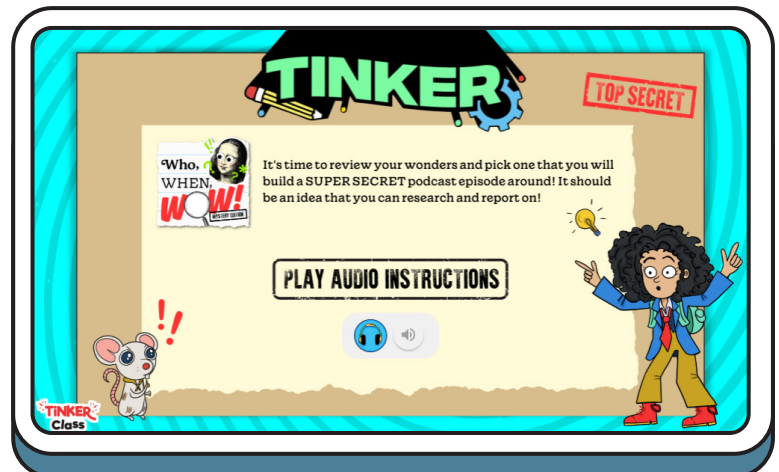 TINKER
TOP SECRET
Who,
WHEN,
WOW!
MYSTERY EDITION
It's time to review your wonders and pick one that you will
build a SUPER SECRET podcast episode around! It should
be an idea that you can research and report on!
PLAY AUDIO INSTRUCTIONS
TINKER
Class